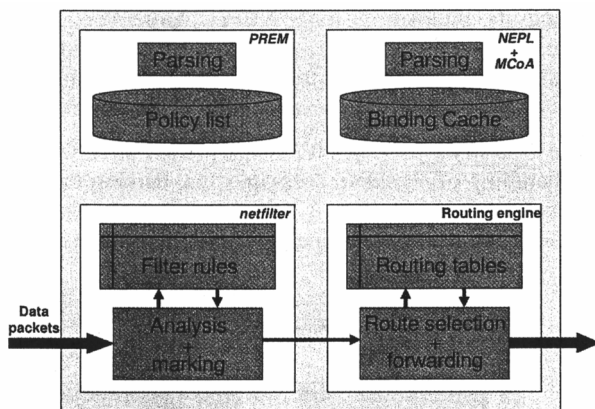 PREM
Parsing
Policy list
NEPL
+
MCoA
Parsing
Binding Cache
netfilter
Filter rules
Analysis
+
marking
Routing engine
Routing tables
Route selection
+
forwarding
Data
packets